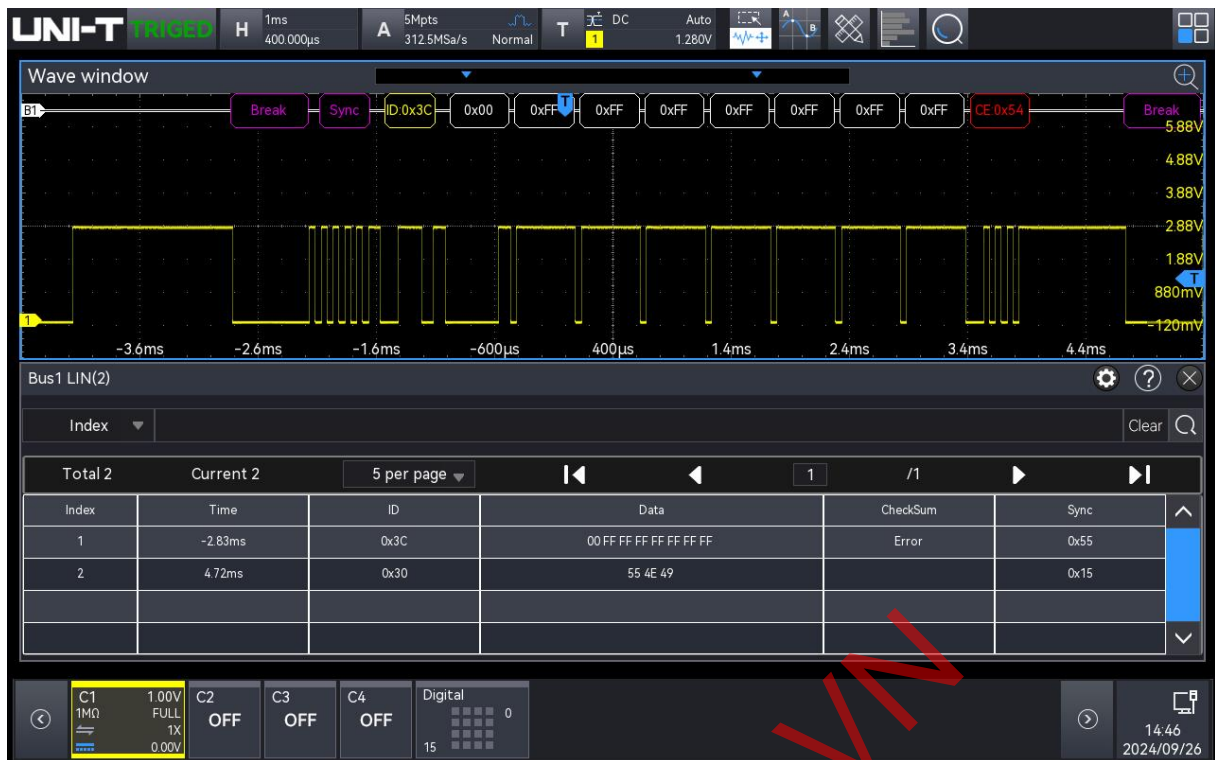 UNI-T TRIGED H 1ms 400.000µs A 5Mpts 312.5MSa/s Normal T DC 1 Auto 1.280V A B
Wave window
B1 Break Sync ID:0x3C 0x00 0xFF T 0xFF 0xFF 0xFF 0xFF 0xFF 0xFF CE:0x54 Break
5.88V
4.88V
3.88V
2.88V
1.88V
T
880mV
1 -120mV
-3.6ms -2.6ms -1.6ms -600µs 400µs 1.4ms 2.4ms 3.4ms 4.4ms
Bus1 LIN(2) ?
Index Clear
Total 2 Current 2 5 per page 1 /1
Index Time ID Data CheckSum Sync
1 -2.83ms 0x3C 00 FF FF FF FF FF FF FF Error 0x55
2 4.72ms 0x30 55 4E 49 0x15
C1 1.00V C2 C3 C4 Digital
1MΩ FULL OFF OFF OFF 0
1X
0.00V 15
14:46
2024/09/26
VN